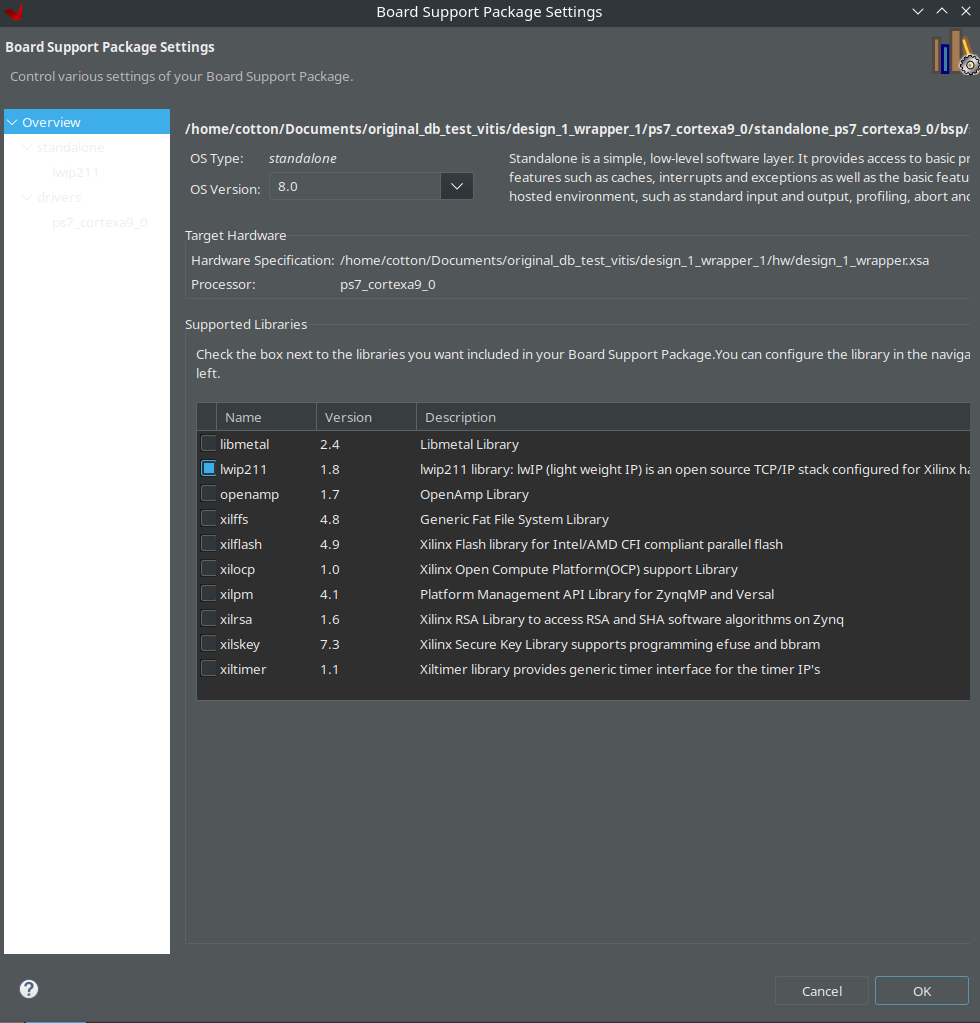 Board Support Package Settings
Board Support Package Settings
Control various settings of your Board Support Package.
Overview
standalone
lwip211
drivers
ps7_cortexa9_0
/home/cotton/Documents/original_db_test_vitis/design_1_wrapper_1/ps7_cortexa9_0/standalone_ps7_cortexa9_0/bsp/
OS Type: standalone
OS Version: 8.0
Standalone is a simple, low-level software layer. It provides access to basic pr
features such as caches, interrupts and exceptions as well as the basic featu
hosted environment, such as standard input and output, profiling, abort and
Target Hardware
Hardware Specification: /home/cotton/Documents/original_db_test_vitis/design_1_wrapper_1/hw/design_1_wrapper.xsa
Processor: ps7_cortexa9_0
Supported Libraries
Check the box next to the libraries you want included in your Board Support Package.You can configure the library in the naviga
left.
Name Version Description
libmetal 2.4 Libmetal Library
lwip211 1.8 lwip211 library: lwIP (light weight IP) is an open source TCP/IP stack configured for Xilinx ha
openamp 1.7 OpenAmp Library
xilffs 4.8 Generic Fat File System Library
xilflash 4.9 Xilinx Flash library for Intel/AMD CFI compliant parallel flash
xilocp 1.0 Xilinx Open Compute Platform(OCP) support Library
xilpm 4.1 Platform Management API Library for ZynqMP and Versal
xilrsa 1.6 Xilinx RSA Library to access RSA and SHA software algorithms on Zynq
xilskey 7.3 Xilinx Secure Key Library supports programming efuse and bbram
xiltimer 1.1 Xiltimer library provides generic timer interface for the timer IP's
?
Cancel
OK